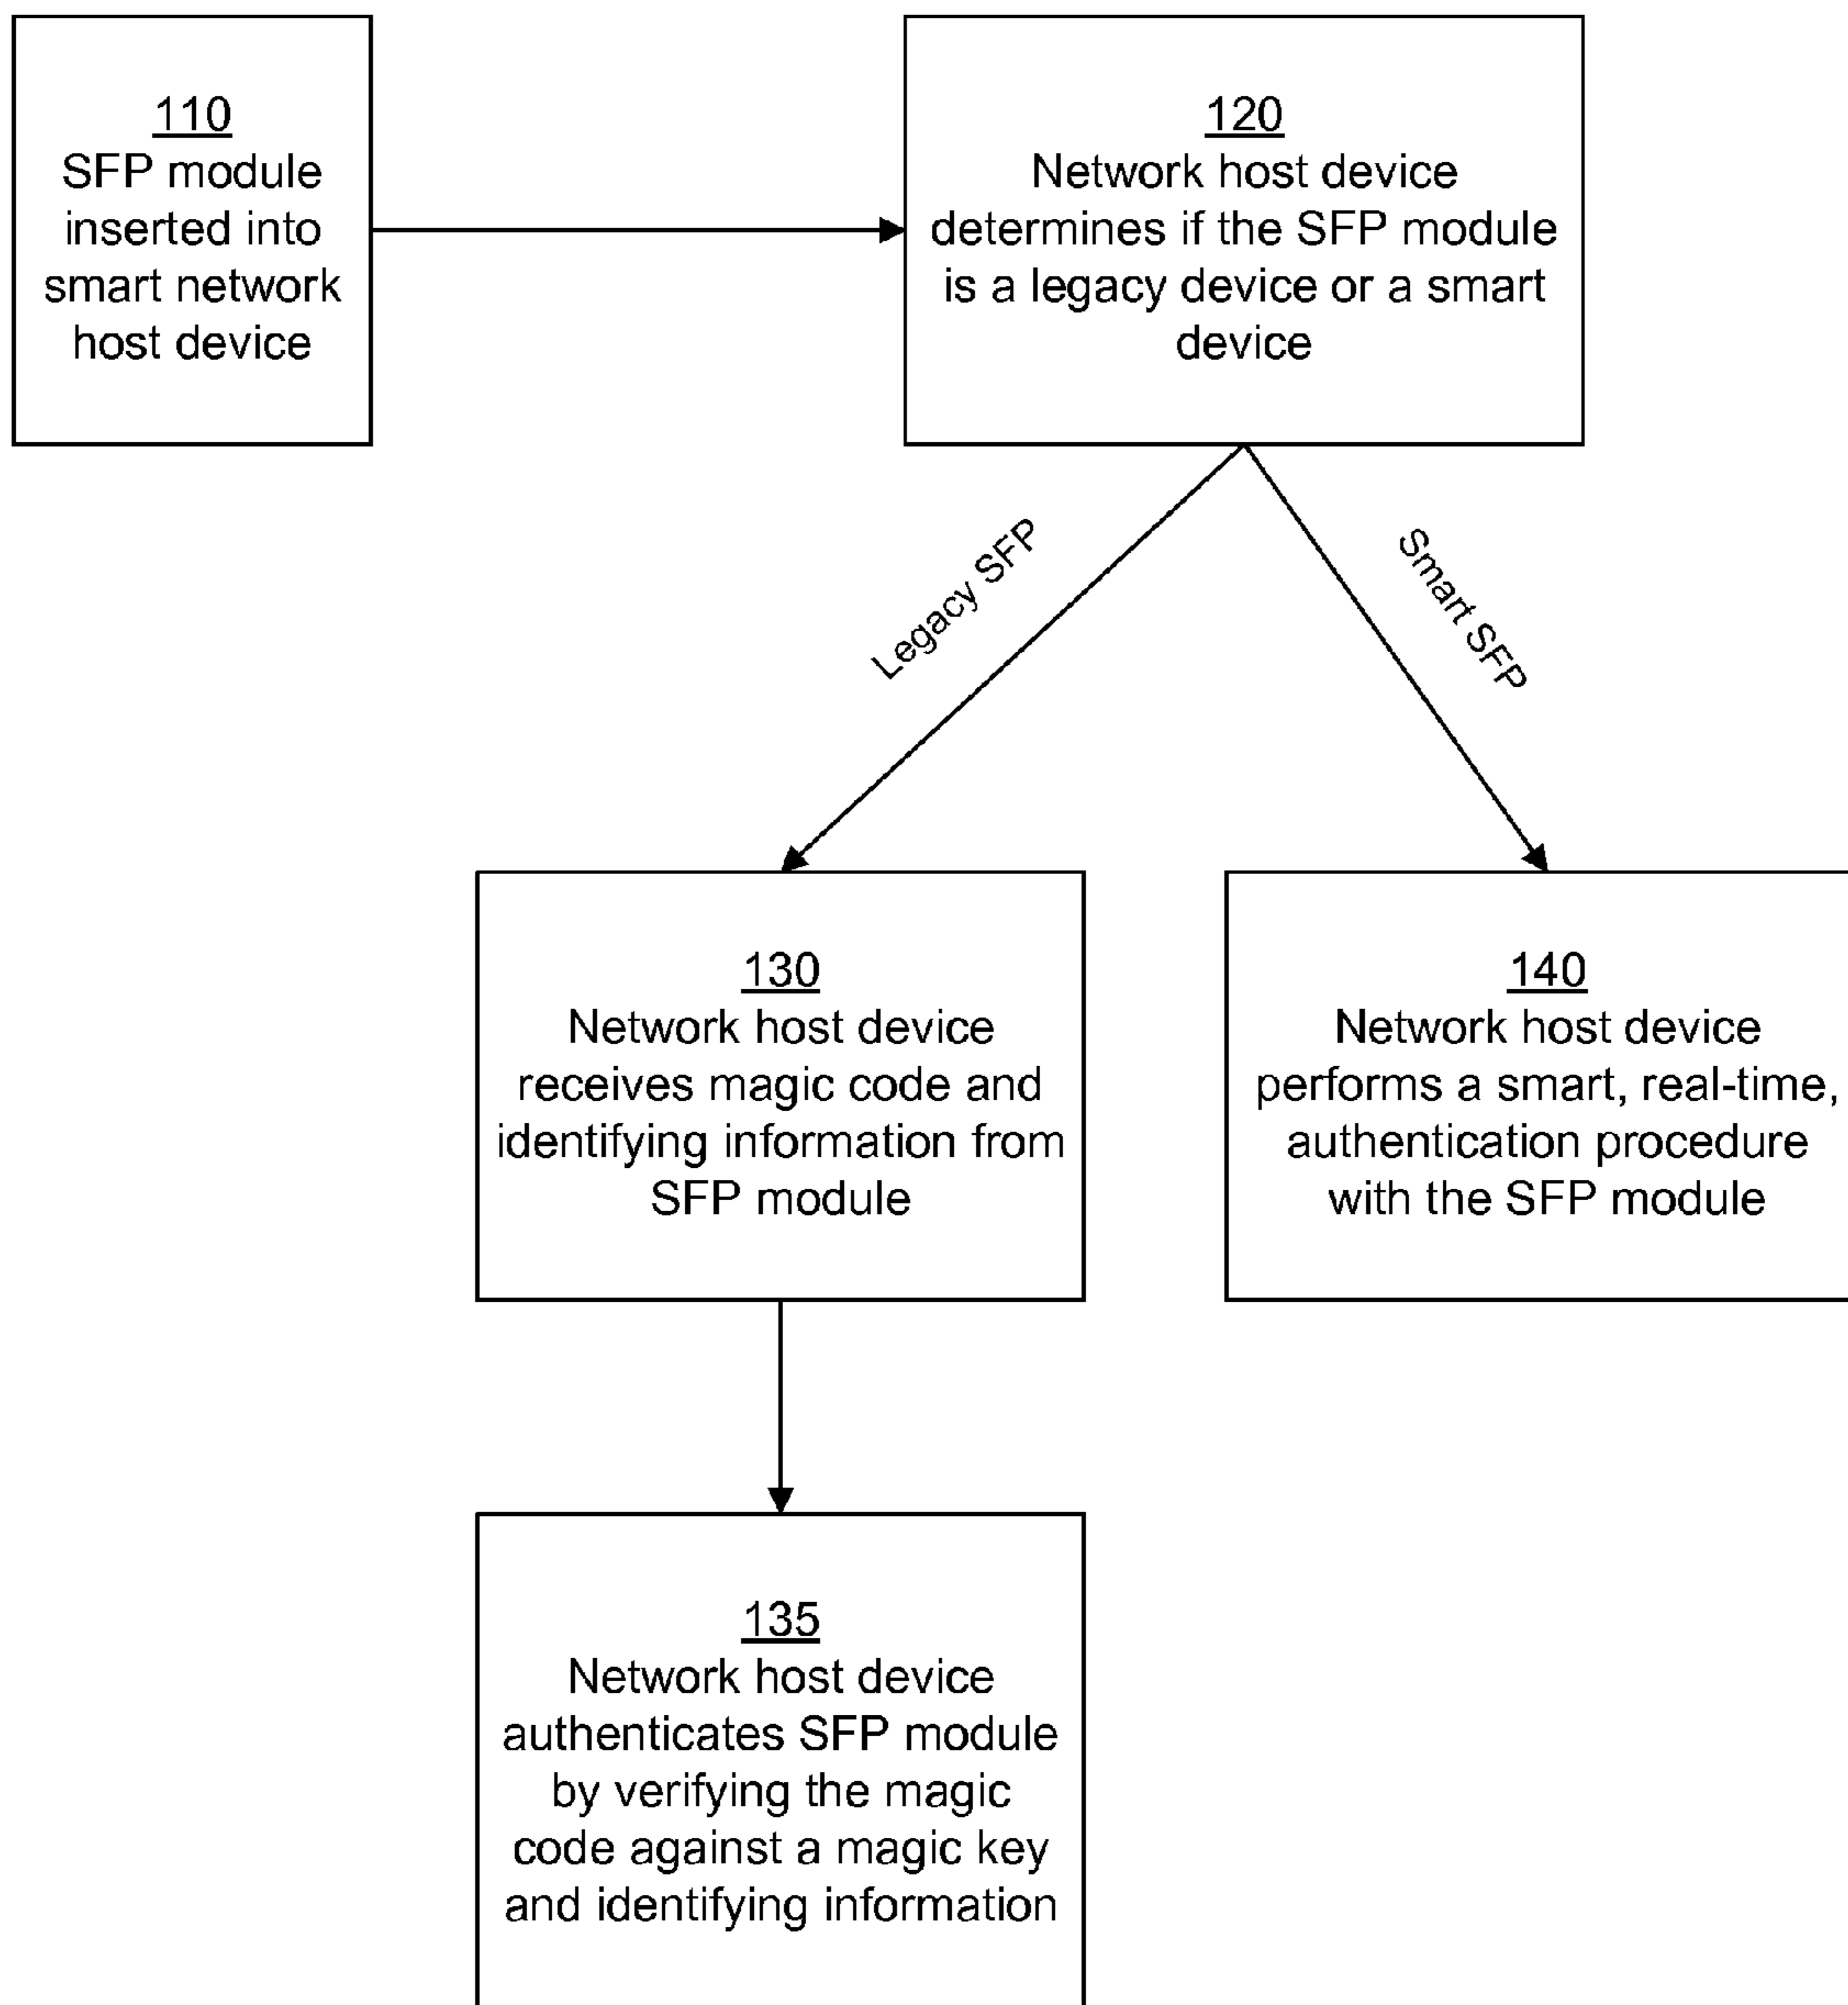 110
SFP module
inserted into
smart network
host device
120
Network host device
determines if the SFP module
is a legacy device or a smart
device
Legacy SFP
Smart SFP
130
Network host device
receives magic code and
identifying information from
SFP module
140
Network host device
performs a smart, real-time,
authentication procedure
with the SFP module
135
Network host device
authenticates SFP module
by verifying the magic
code against a magic key
and identifying information